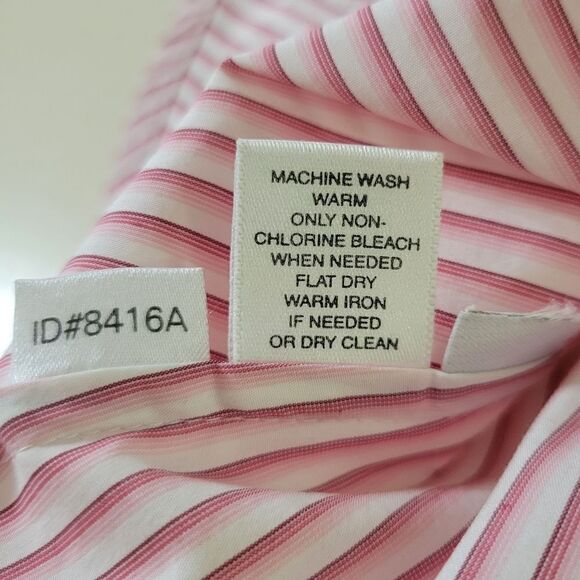 MACHINE WASH
WARM
ONLY NON-
CHLORINE BLEACH
WHEN NEEDED
FLAT DRY
WARM IRON
IF NEEDED
OR DRY CLEAN
ID#8416A